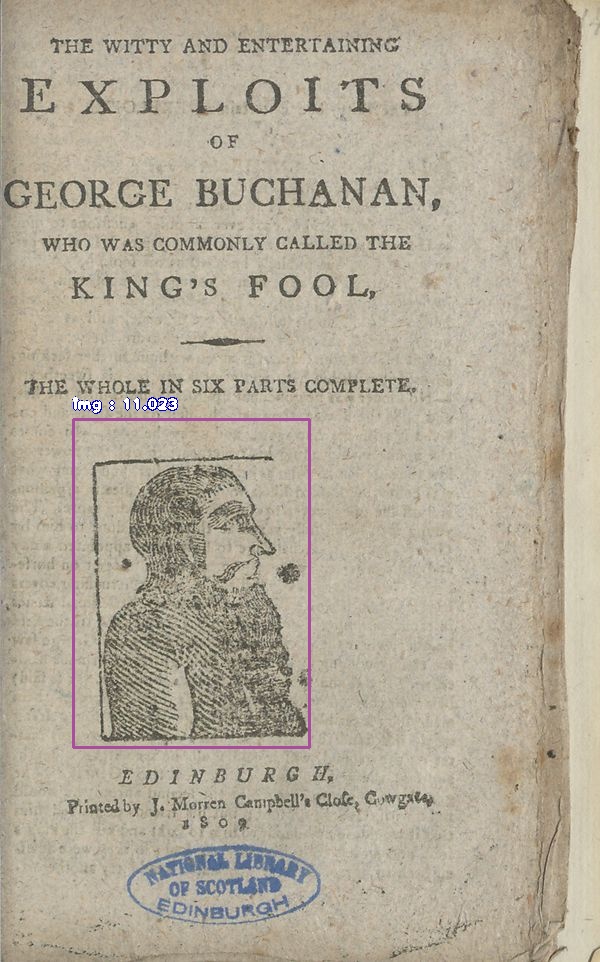 THE WITTY AND ENTERTAINING
EXPLOITS
OF
GEORGE BUCHANAN,
WHO WAS COMMONLY CALLED THE
KING'S FOOL,
THE WHOLE IN SIX PARTS COMPLETE.
img : 11.023
EDINBURGH,
Printed by J. Morren Campbell's Close, Cowgate,
1809
NATIONAL LIBRARY
OF SCOTLAND
EDINBURGH